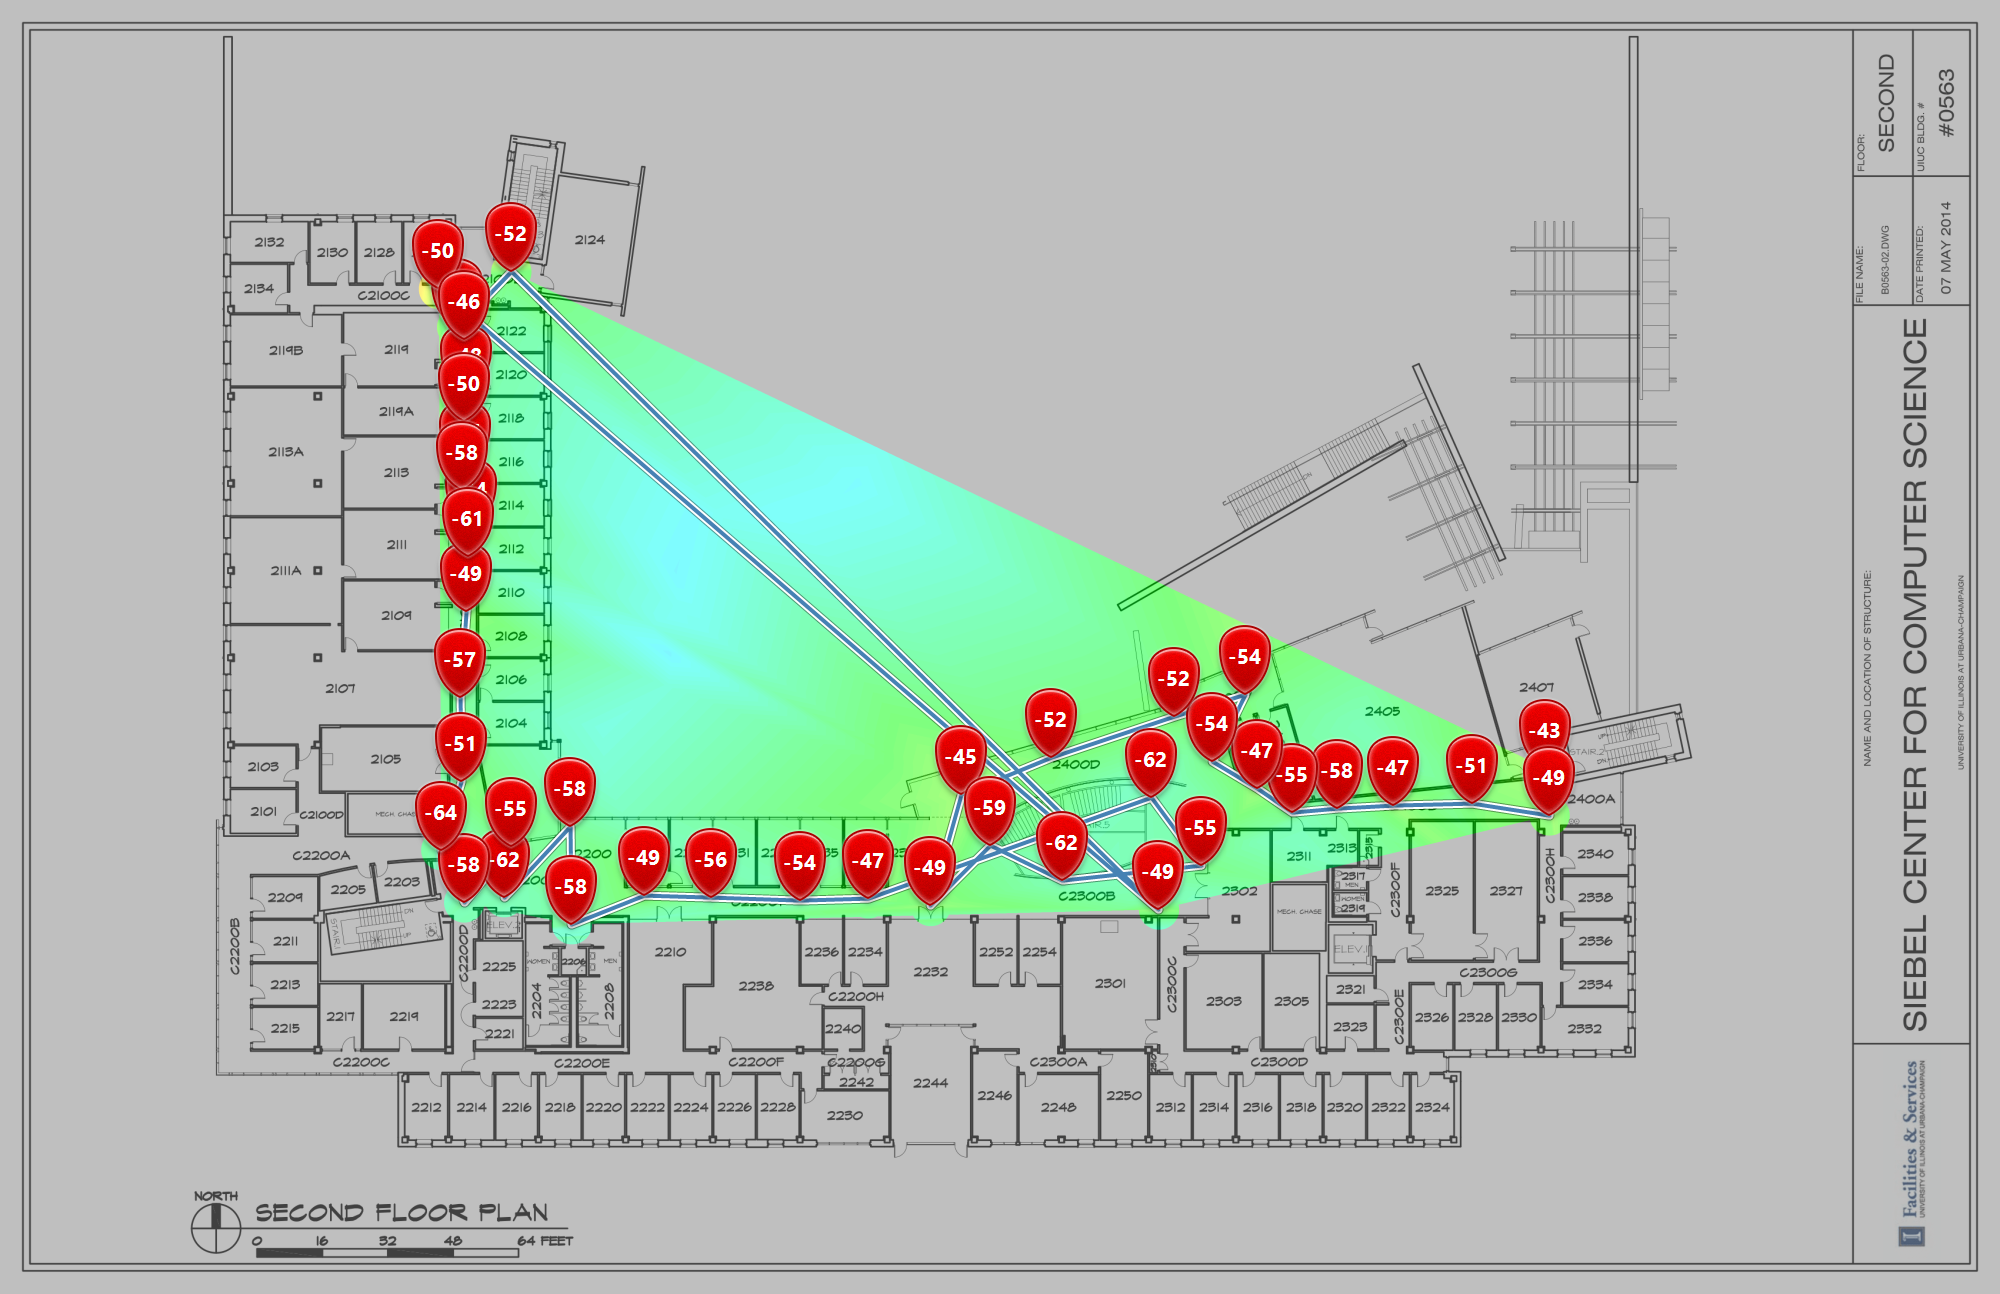 FLOOR:
SECOND
UIUC BLDG. #
#0563
FILE NAME:
B0563-02.DWG
DATE PRINTED:
07 MAY 2014
NAME AND LOCATION OF STRUCTURE:
SIEBEL CENTER FOR COMPUTER SCIENCE
UNIVERSITY OF ILLINOIS AT URBANA-CHAMPAIGN
I
Facilities & Services
UNIVERSITY OF ILLINOIS AT URBANA-CHAMPAIGN
2132
2130
2128
2124
2134
C2100C
-50
-52
-46
2122
2119B
2119
-50
2120
2119A
2118
2113A
2113
-58
2116
2114
-61
2111
2111A
2112
-49
2110
2109
2108
-57
2106
2107
2104
-51
2105
2103
2101
C2100D
MECH. CHASE
-64
-55
-58
-58
-62
-58
-49
-56
-54
-47
-49
-45
-59
-52
-62
-62
-52
-54
-54
-55
-49
-47
-55
-58
-47
-51
-43
-49
2407
2405
STAIR 2
UP
DN
2400D
2400A
C2200A
2205
2203
2209
STAIR 1
DN
UP
C2200B
2211
2213
2215
2217
2219
C2200C
C2200D
ELEV.
2225
2223
2221
WOMEN
2206
MEN
2204
2208
C2200E
2200
2210
2238
2236
2234
2232
C2200H
2240
C2200F
C2200G
2242
2244
2230
2252
2254
C2300B
2301
C2300A
C2300C
2302
2311
2313
2315
2317
MEN
WOMEN
2319
MECH. CHASE
ELEV.
2303
2305
2321
2323
C2300D
C2300E
C2300F
2325
2327
C2300H
C2300G
2326
2328
2330
2332
2340
2338
2336
2334
2212
2214
2216
2218
2220
2222
2224
2226
2228
2246
2248
2250
2312
2314
2316
2318
2320
2322
2324
NORTH
SECOND FLOOR PLAN
0 16 32 48 64 FEET